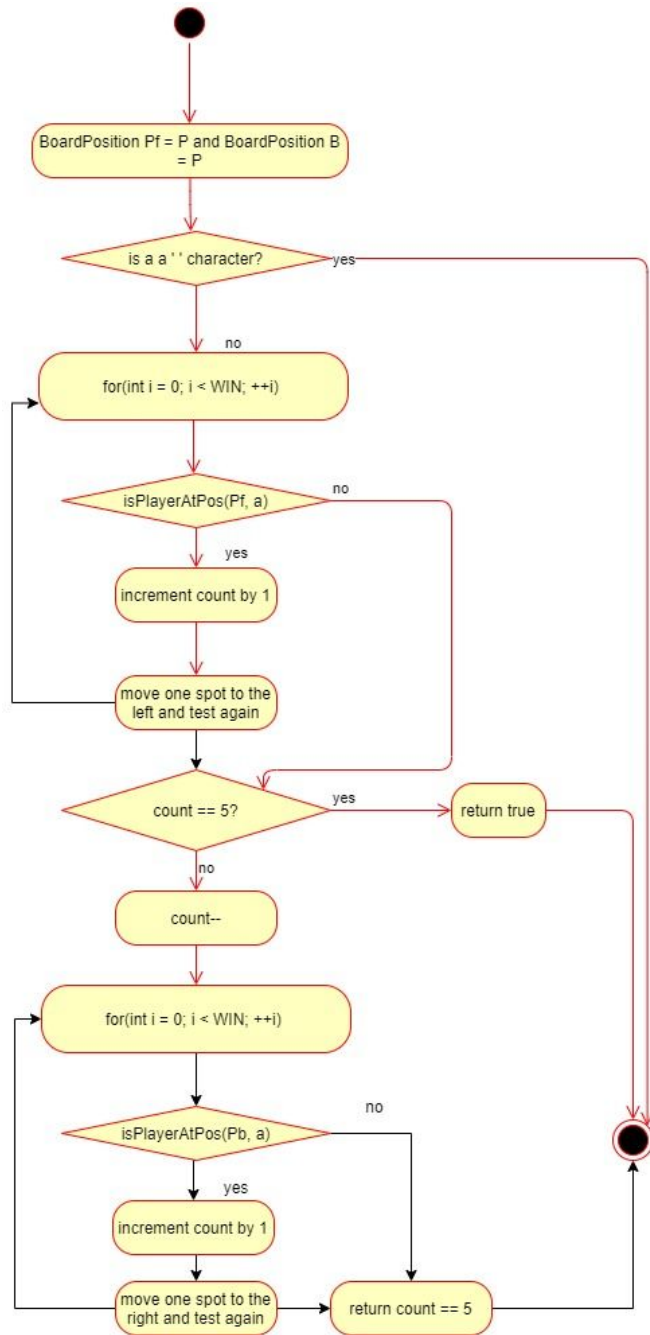 BoardPosition Pf = P and BoardPosition B
= P
is a a ' ' character?
yes
no
for(int i = 0; i < WIN; ++i)
isPlayerAtPos(Pf, a)
no
yes
increment count by 1
move one spot to the
left and test again
count == 5?
yes
return true
no
count--
for(int i = 0; i < WIN; ++i)
no
isPlayerAtPos(Pb, a)
yes
increment count by 1
move one spot to the
right and test again
return count == 5